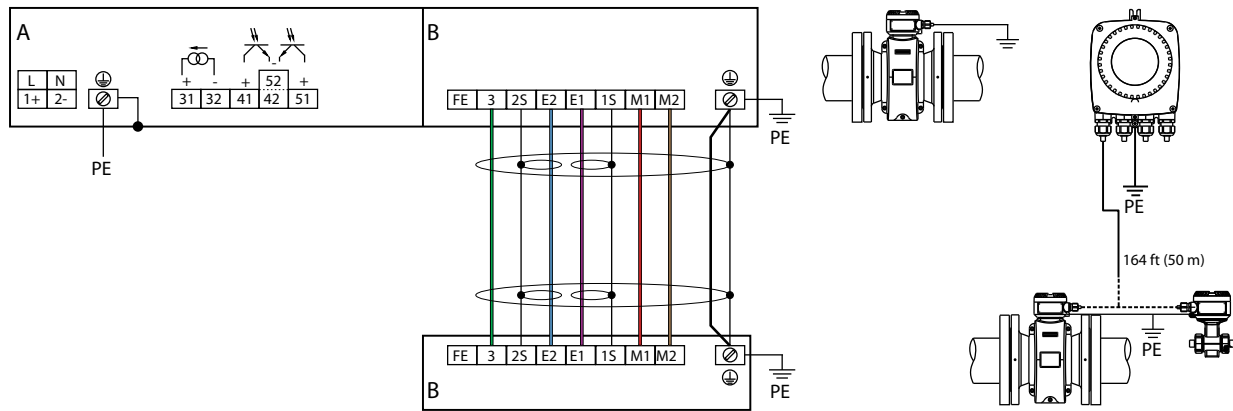 A
L N
1+ 2-
PE
+ - + - +
52
31 32 41 42 51
B
FE 3 2S E2 E1 1S M1 M2
PE
FE 3 2S E2 E1 1S M1 M2
B
PE
PE
164 ft (50 m)
PE